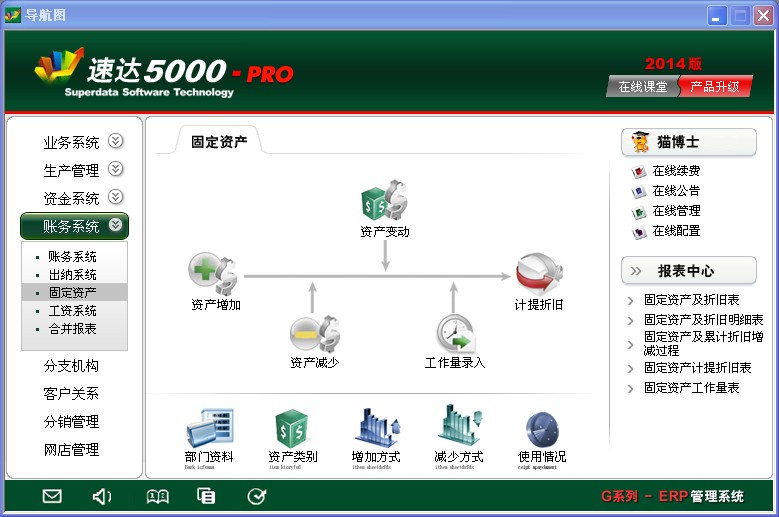 导航图
速达5000-PRO
Superdata Software Technology
2014版
在线课堂
产品升级
业务系统
生产管理
资金系统
账务系统
账务系统
出纳系统
固定资产
工资系统
合并报表
分支机构
客户关系
分销管理
网店管理
固定资产
资产变动
资产增加
计提折旧
资产减少
工作量录入
部门资料
资产类别
增加方式
减少方式
使用情况
猫博士
在线续费
在线公告
在线管理
在线配置
报表中心
固定资产及折旧表
固定资产及折旧明细表
固定资产及累计折旧增
减过程
固定资产计提折旧表
固定资产工作量表
G系列 - ERP管理系统